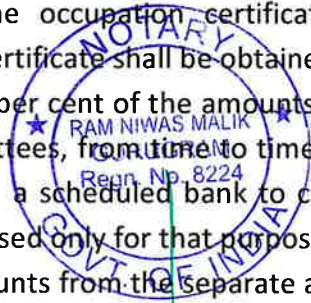 he occupation certificat
ertificate shall be obtaine
per cent of the amounts
ttees, from time to time
a scheduled bank to c
sed only for that purpos
unts from the separate a
NOTARY
RAM NIWAS MALIK
GURUGRAM
Regn. No. 8224
GOVT. OF INDIA